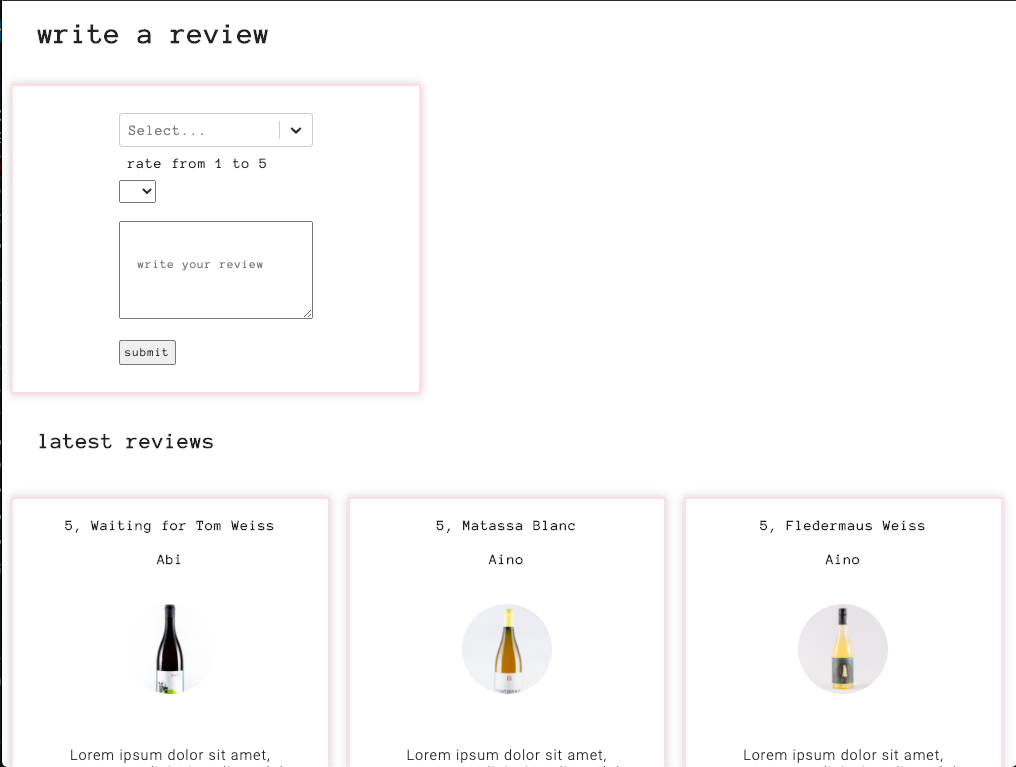 write a review
Select...
rate from 1 to 5
write your review
submit
latest reviews
5, Waiting for Tom Weiss
Abi
5, Matassa Blanc
Aino
5, Fledermaus Weiss
Aino
Lorem ipsum dolor sit amet,
Lorem ipsum dolor sit amet,
Lorem ipsum dolor sit amet,